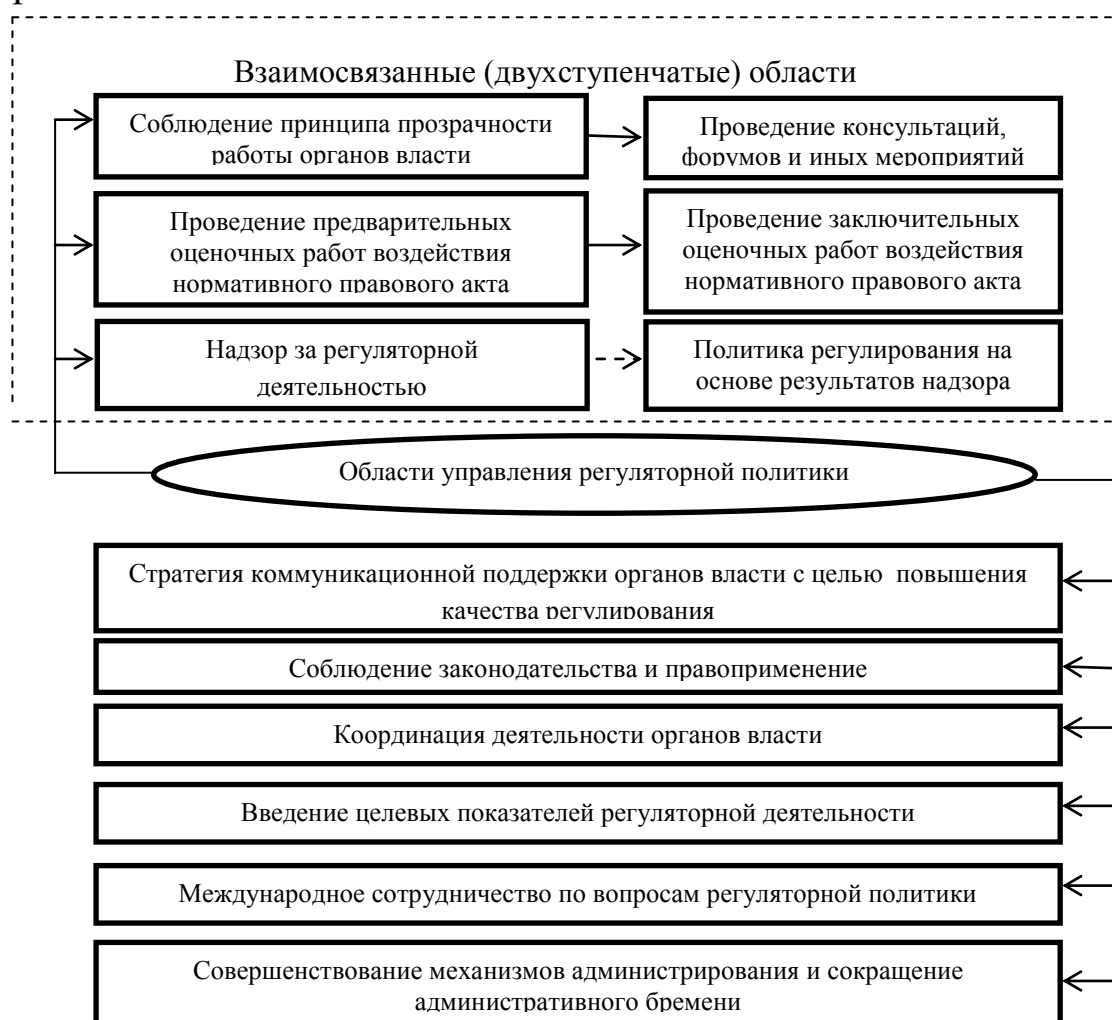 Взаимосвязанные (двухступенчатые) области
Соблюдение принципа прозрачности
работы органов власти
Проведение консультаций,
форумов и иных мероприятий
Проведение предварительных
оценочных работ воздействия
нормативного правового акта
Проведение заключительных
оценочных работ воздействия
нормативного правового акта
Надзор за регуляторной
деятельностью
Политика регулирования на
основе результатов надзора
Области управления регуляторной политики
Стратегия коммуникационной поддержки органов власти с целью повышения
качества регулирования
Соблюдение законодательства и правоприменение
Координация деятельности органов власти
Введение целевых показателей регуляторной деятельности
Международное сотрудничество по вопросам регуляторной политики
Совершенствование механизмов администрирования и сокращение
административного бремени